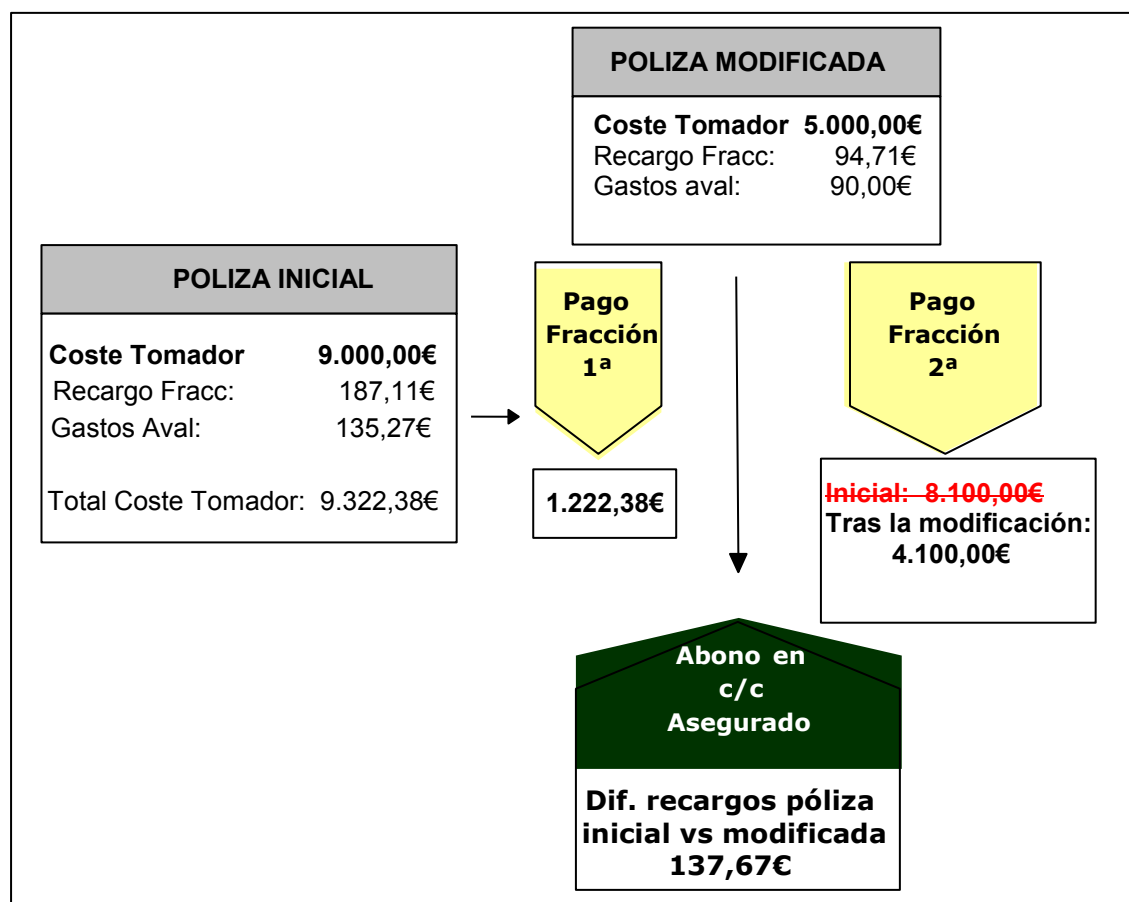 POLIZA MODIFICADA
Coste Tomador 5.000,00€
Recargo Fracc: 94,71€
Gastos aval: 90,00€
POLIZA INICIAL
Coste Tomador 9.000,00€
Recargo Fracc: 187,11€
Gastos Aval: 135,27€
Total Coste Tomador: 9.322,38€
Pago
Fracción
1ª
1.222,38€
Pago
Fracción
2ª
Inicial: 8.100,00€
Tras la modificación:
4.100,00€
Abono en
c/c
Asegurado
Dif. recargos póliza
inicial vs modificada
137,67€